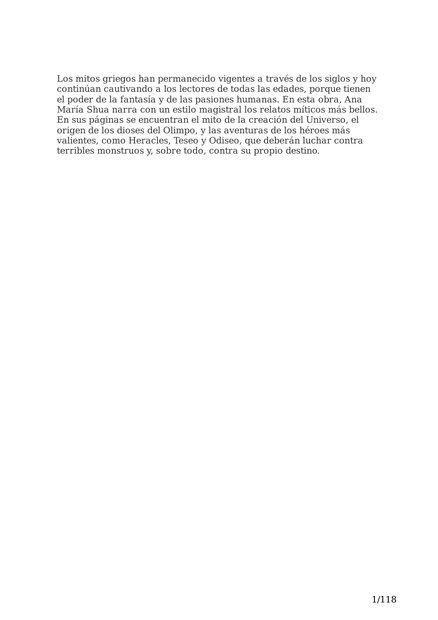 Los mitos griegos han permanecido vigentes a través de los siglos y hoy
continúan cautivando a los lectores de todas las edades, porque tienen
el poder de la fantasía y de las pasiones humanas. En esta obra, Ana
María Shua narra con un estilo magistral los relatos míticos más bellos.
En sus páginas se encuentran el mito de la creación del Universo, el
origen de los dioses del Olimpo, y las aventuras de los héroes más
valientes, como Heracles, Teseo y Odiseo, que deberán luchar contra
terribles monstruos y, sobre todo, contra su propio destino.
1/118